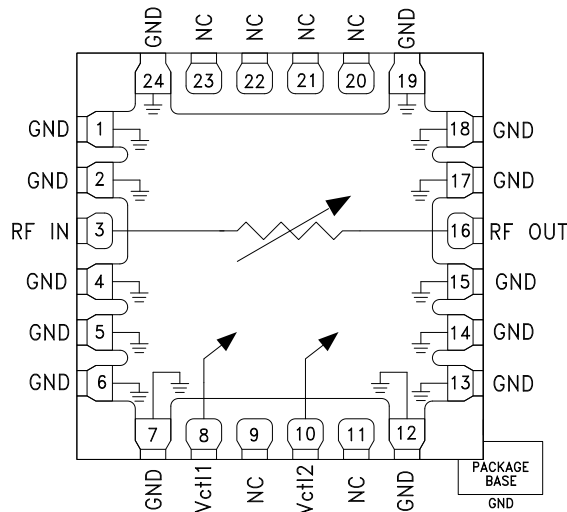 GND NC NC NC NC GND
24 23 22 21 20 19
GND 1 18 GND
GND 2 17 GND
RF IN 3 16 RF OUT
GND 4 15 GND
GND 5 14 GND
GND 6 13 GND
7 8 9 10 11 12
GND Vctl1 NC Vctl2 NC GND
PACKAGE
BASE
GND